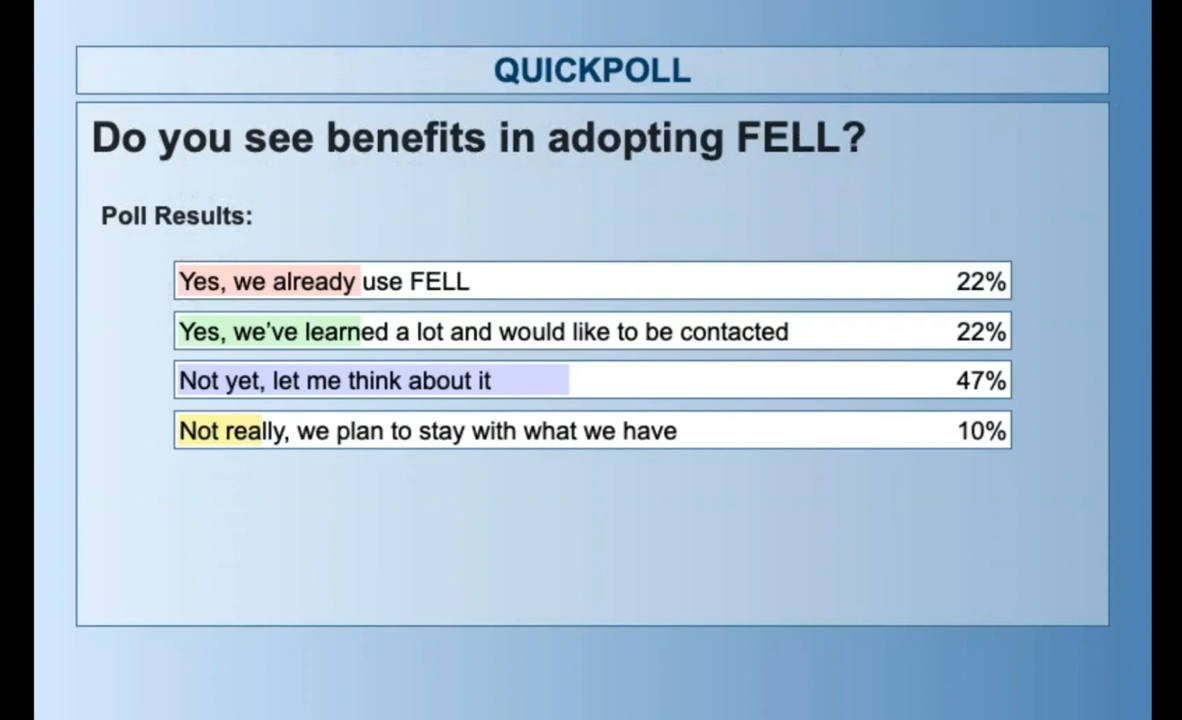 QUICKPOLL
Do you see benefits in adopting FELL?
Poll Results:
Yes, we already use FELL 22%
Yes, we've learned a lot and would like to be contacted 22%
Not yet, let me think about it 47%
Not really, we plan to stay with what we have 10%